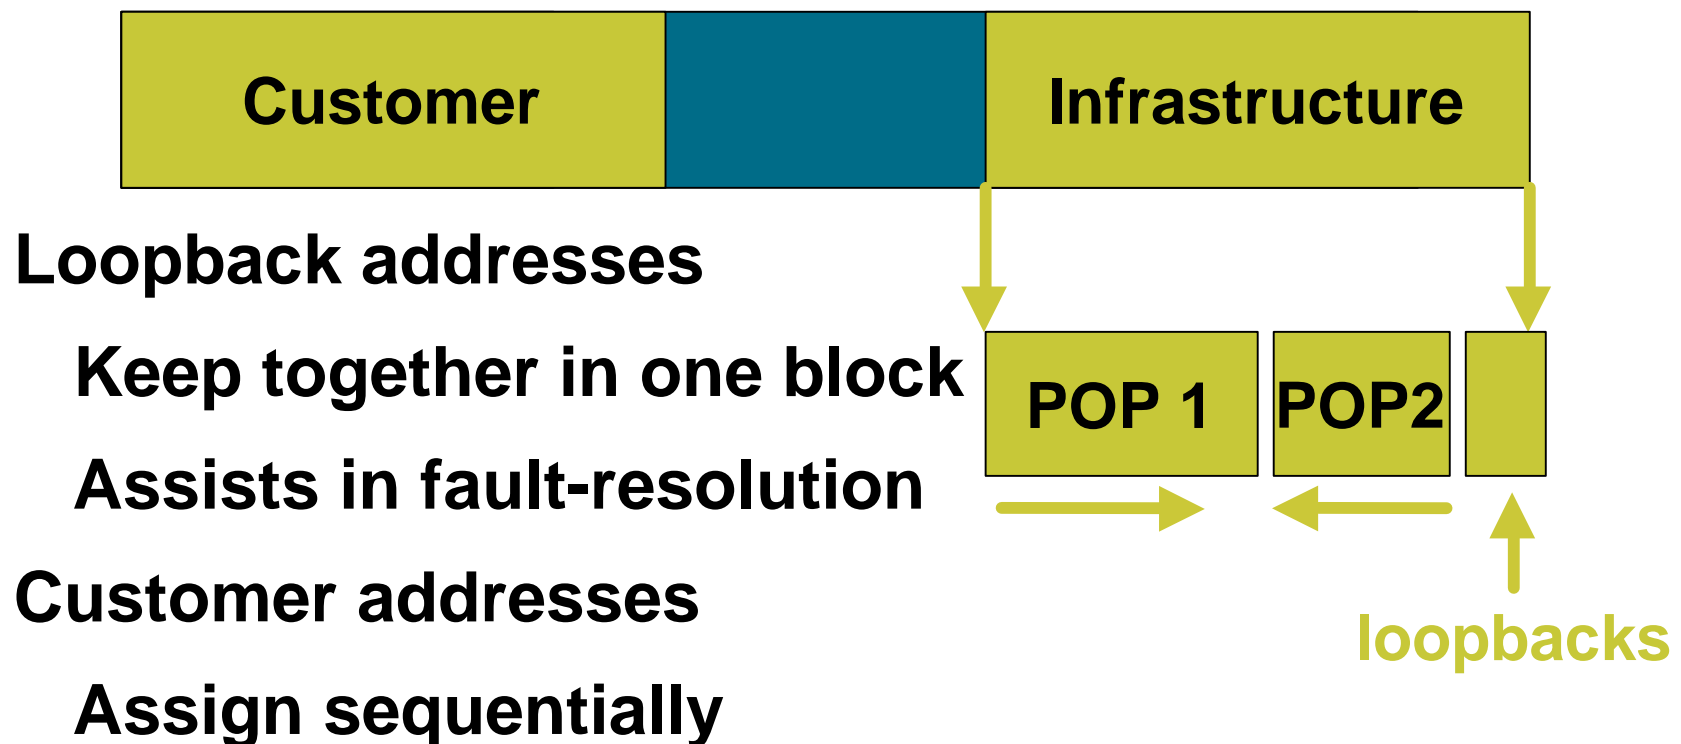 Customer
Infrastructure
Loopback addresses
Keep together in one block
Assists in fault-resolution
Customer addresses
Assign sequentially
POP 1
POP2
loopbacks